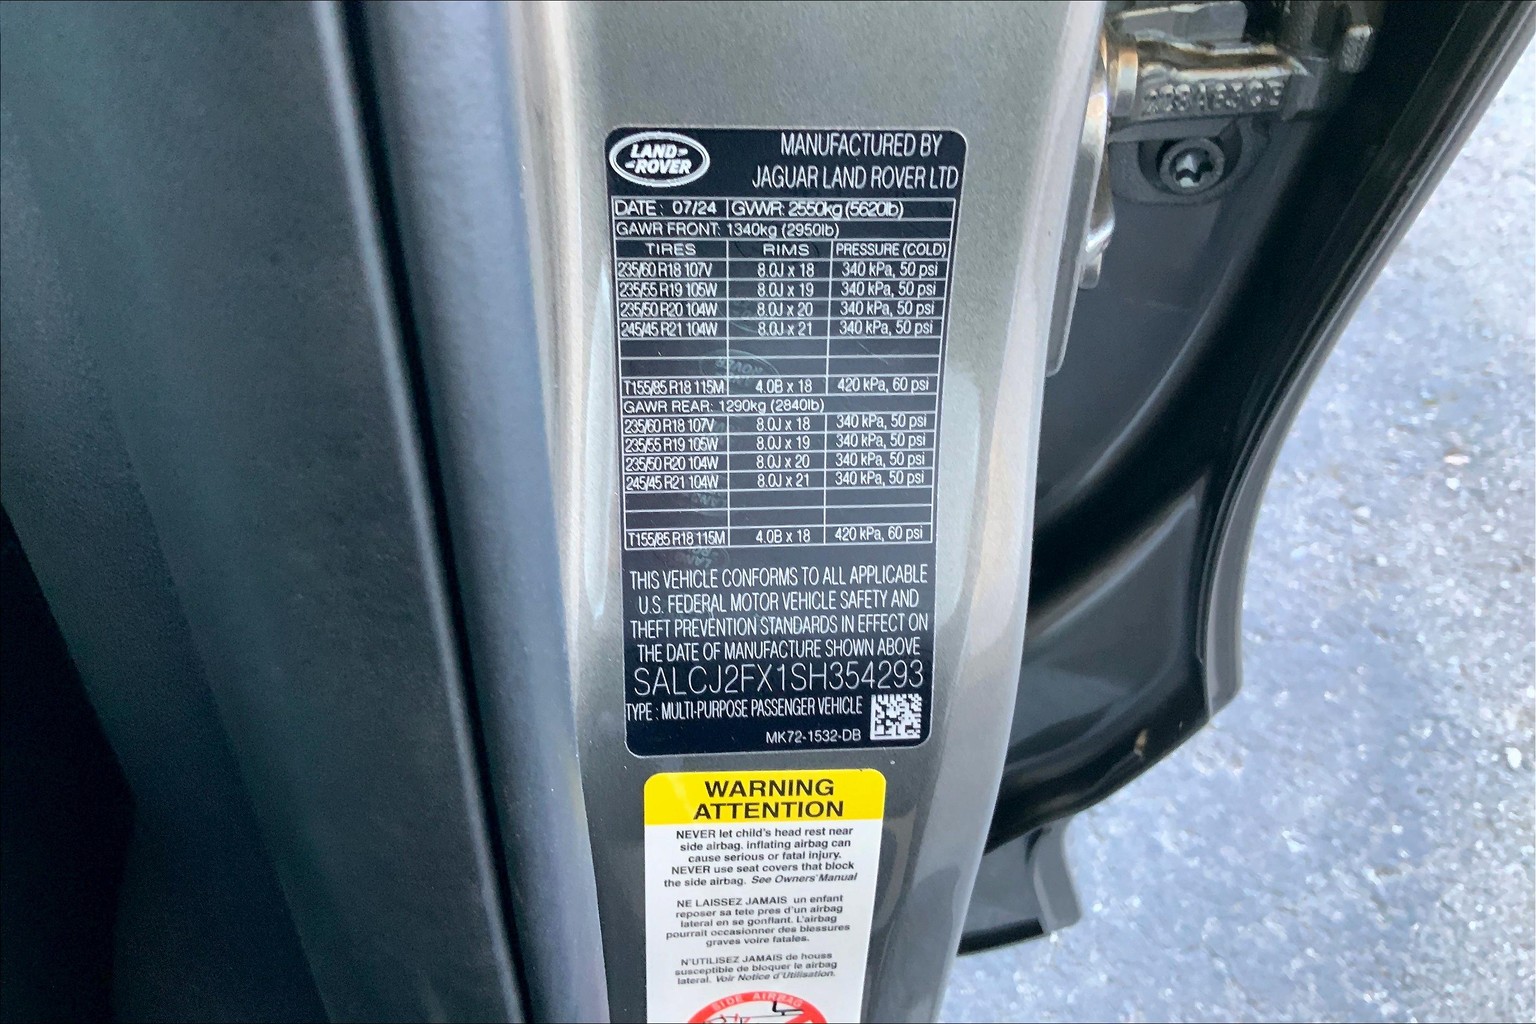 LAND-
-ROVER
MANUFACTURED BY
JAGUAR LAND ROVER LTD
DATE: 07/24 GVWR: 2550kg (5620lb)
GAWR FRONT: 1340kg (2950lb)
TIRES RIMS PRESSURE (COLD)
235/60 R18 107V 8.0J x 18 340 kPa, 50 psi
235/55 R19 105W 8.0J x 19 340 kPa, 50 psi
235/50 R20 104W 8.0J x 20 340 kPa, 50 psi
245/45 R21 104W 8.0J x 21 340 kPa, 50 psi
T155/85 R18 115M 4.0B x 18 420 kPa, 60 psi
GAWR REAR: 1290kg (2840lb)
235/60 R18 107V 8.0J x 18 340 kPa, 50 psi
235/55 R19 105W 8.0J x 19 340 kPa, 50 psi
235/50 R20 104W 8.0J x 20 340 kPa, 50 psi
245/45 R21 104W 8.0J x 21 340 kPa, 50 psi
T155/85 R18 115M 4.0B x 18 420 kPa, 60 psi
THIS VEHICLE CONFORMS TO ALL APPLICABLE
U.S. FEDERAL MOTOR VEHICLE SAFETY AND
THEFT PREVENTION STANDARDS IN EFFECT ON
THE DATE OF MANUFACTURE SHOWN ABOVE
SALCJ2FX1SH354293
TYPE : MULTI-PURPOSE PASSENGER VEHICLE
MK72-1532-DB
WARNING
ATTENTION
NEVER let child's head rest near
side airbag. inflating airbag can
cause serious or fatal injury.
NEVER use seat covers that block
the side airbag. See Owners'Manual
NE LAISSEZ JAMAIS un enfant
reposer sa tete pres d'un airbag
lateral en se gonflant. L'airbag
pourrait occasionner des blessures
graves voire fatales.
N'UTILISEZ JAMAIS de houss
susceptible de bloquer le airbag
lateral. Voir Notice d'Utilisation.
SIDE AIRBAG